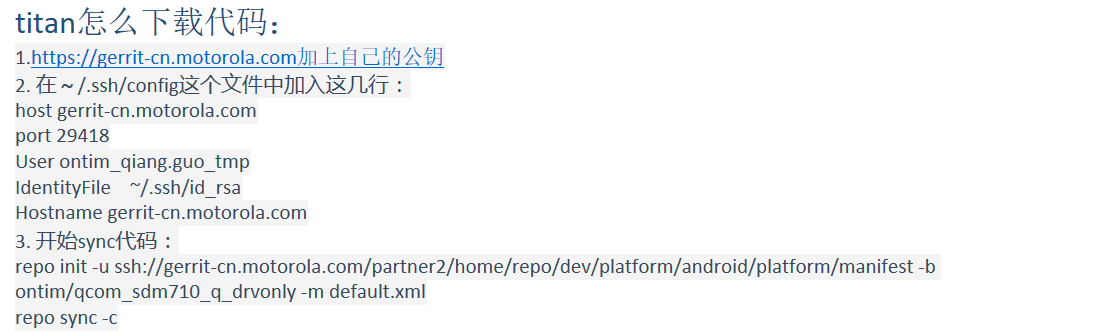 titan怎么下载代码：
1.https://gerrit-cn.motorola.com加上自己的公钥
2. 在～/.ssh/config这个文件中加入这几行：
host gerrit-cn.motorola.com
port 29418
User ontim_qiang.guo_tmp
IdentityFile    ~/.ssh/id_rsa
Hostname gerrit-cn.motorola.com
3. 开始sync代码：
repo init -u ssh://gerrit-cn.motorola.com/partner2/home/repo/dev/platform/android/platform/manifest -b
ontim/qcom_sdm710_q_drvonly -m default.xml
repo sync -c